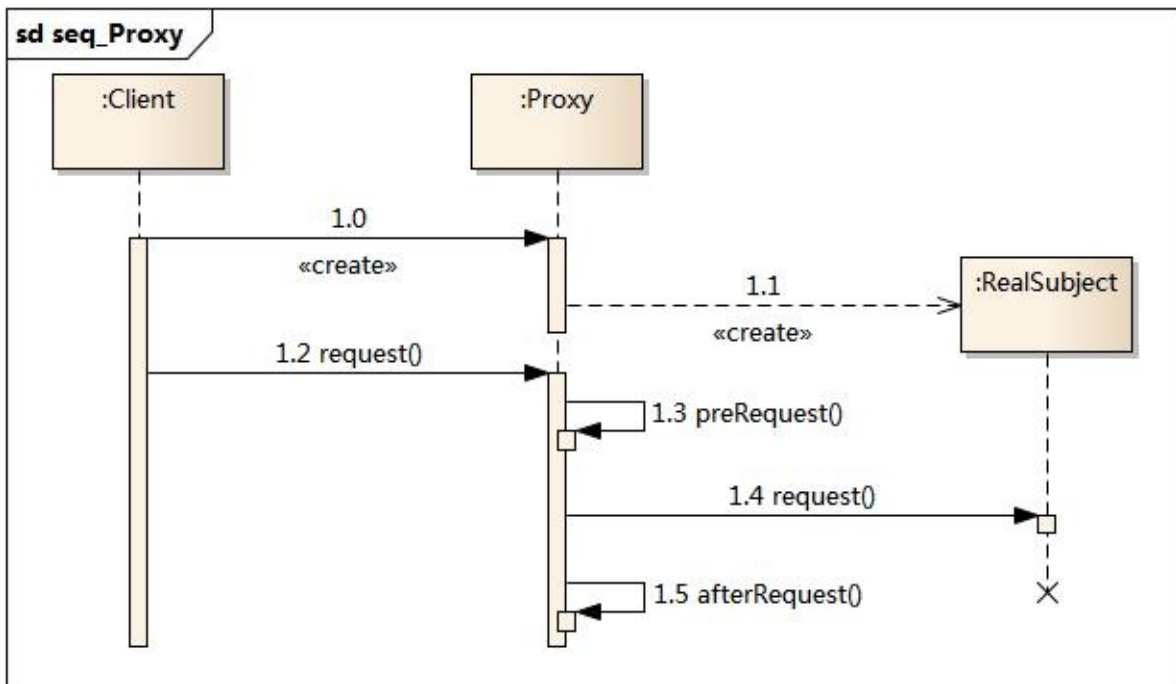 sd seq_Proxy
:Client
:Proxy
1.0
«create»
:RealSubject
1.1
«create»
1.2 request()
1.3 preRequest()
1.4 request()
1.5 afterRequest()